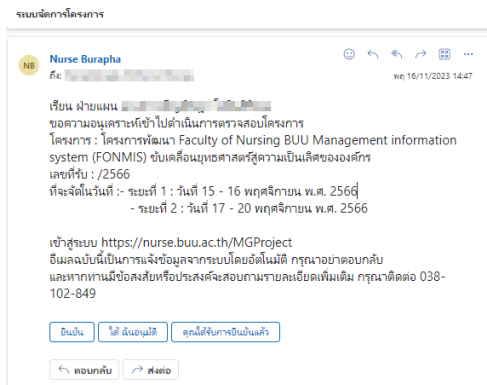 ระบบจัดการโครงการ
NB
Nurse Burapha
ถึง:
พฤ 16/11/2023 14:47
เรียน ฝ่ายแผน
ขอความอนุเคราะห์เข้าไปดำเนินการตรวจสอบโครงการ
โครงการ : โครงการพัฒนา Faculty of Nursing BUU Management information
system (FONMIS) ขับเคลื่อนยุทธศาสตร์สู่ความเป็นเลิศขององค์กร
เลขที่รับ : /2566
ที่จะจัดในวันที่ :- ระยะที่ 1 : วันที่ 15 - 16 พฤศจิกายน พ.ศ. 2566
- ระยะที่ 2 : วันที่ 17 - 20 พฤศจิกายน พ.ศ. 2566
เข้าสู่ระบบ https://nurse.buu.ac.th/MGProject
อีเมลฉบับนี้เป็นการแจ้งข้อมูลจากระบบโดยอัตโนมัติ กรุณาอย่าตอบกลับ
และหากท่านมีข้อสงสัยหรือประสงค์จะสอบถามรายละเอียดเพิ่มเติม กรุณาติดต่อ 038-
102-849
ยืนยัน
ใช่ ฉันอนุมัติ
คุณได้รับการยืนยันแล้ว
ตอบกลับ
ส่งต่อ